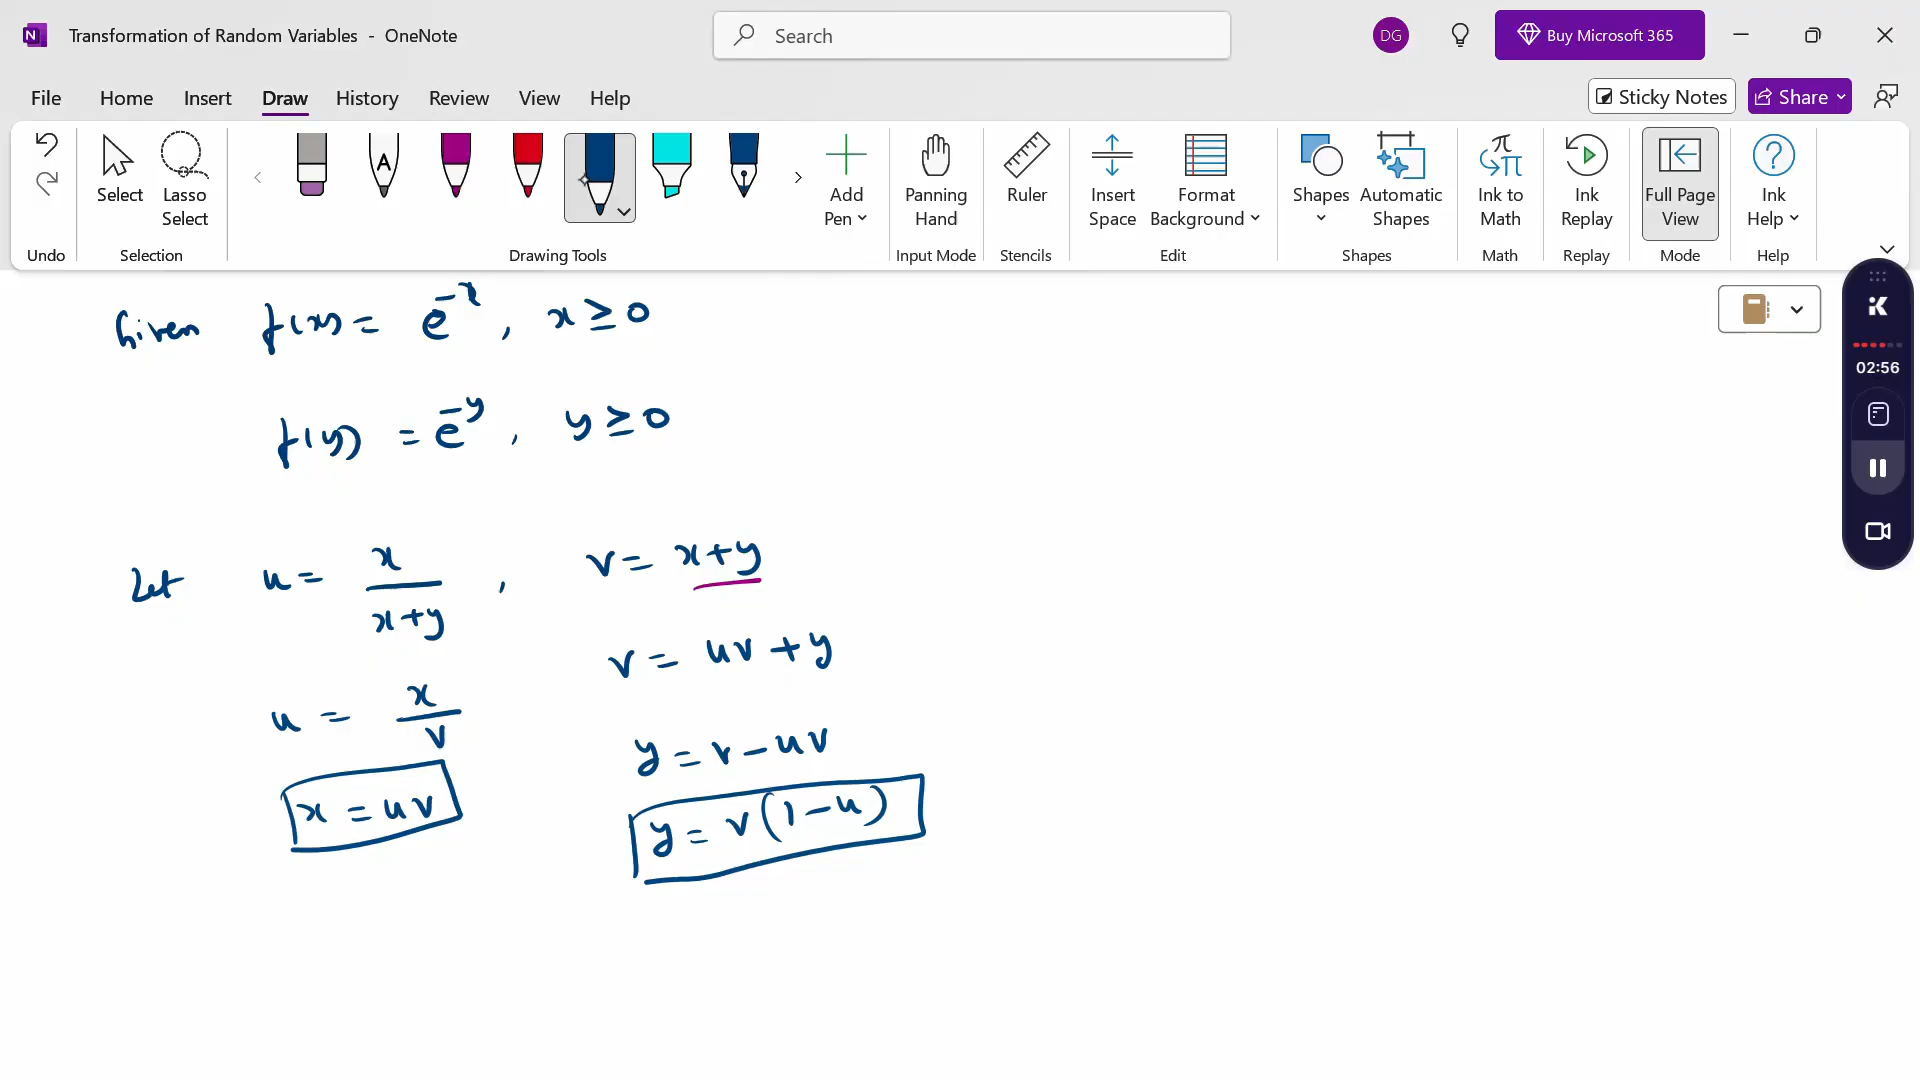 Transformation of Random Variables - OneNote
Search
DG
Buy Microsoft 365
File Home Insert Draw History Review View Help
Sticky Notes
Share
Select
Lasso Select
Add Pen
Panning Hand
Ruler
Insert Space
Format Background
Shapes
Automatic Shapes
Ink to Math
Ink Replay
Full Page View
Ink Help
Undo
Selection
Drawing Tools
Input Mode
Stencils
Edit
Shapes
Math
Replay
Mode
Help
02:56
Given f(x) = e^{-x}, x ≥ 0
f(y) = e^{-y}, y ≥ 0
Let u = x/(x+y), v = x+y
v = uv + y
u = x/v
y = v - uv
x = uv
y = v(1-u)